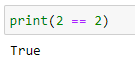 print(2 == 2)
True